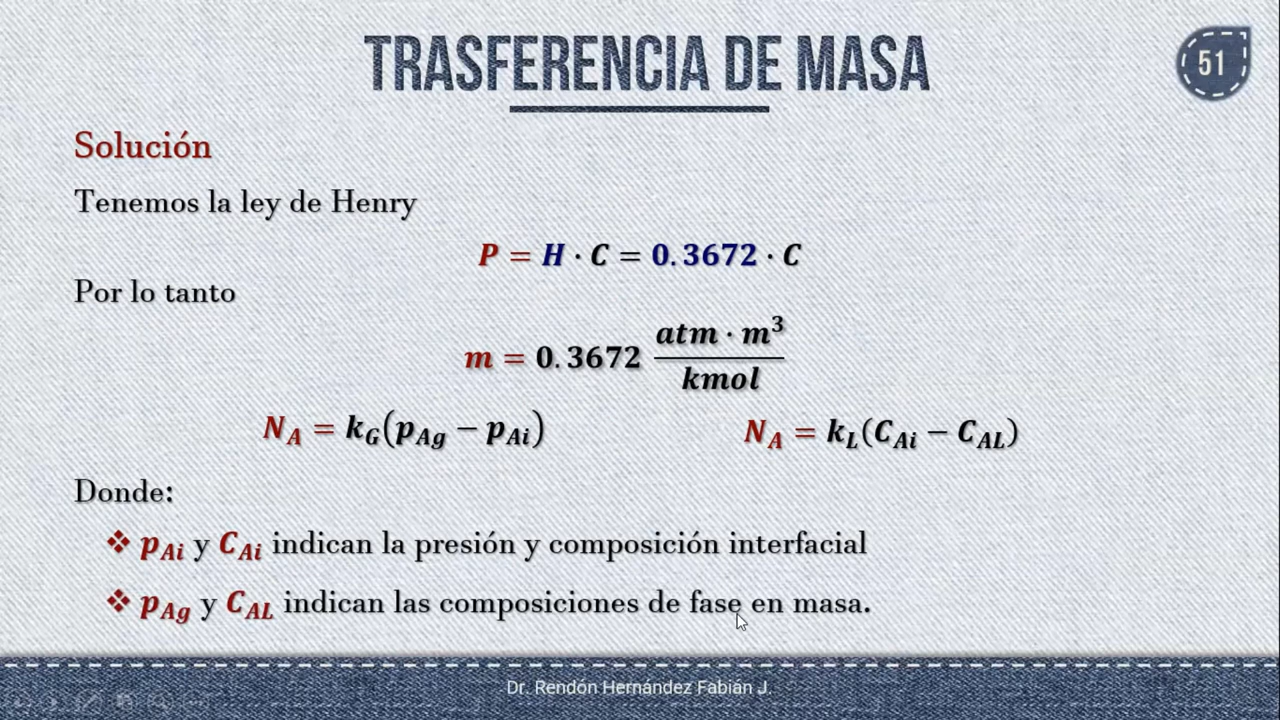 TRASFERENCIA DE MASA
51
Solución
Tenemos la ley de Henry
P = H · C = 0.3672 · C
Por lo tanto
m = 0.3672 atm · m³ / kmol
N_A = k_G(p_Ag − p_Ai)    N_A = k_L(C_Ai − C_AL)
Donde:
❖ p_Ai y C_Ai indican la presión y composición interfacial
❖ p_Ag y C_AL indican las composiciones de fase en masa.
Dr. Rendón Hernández Fabián J.